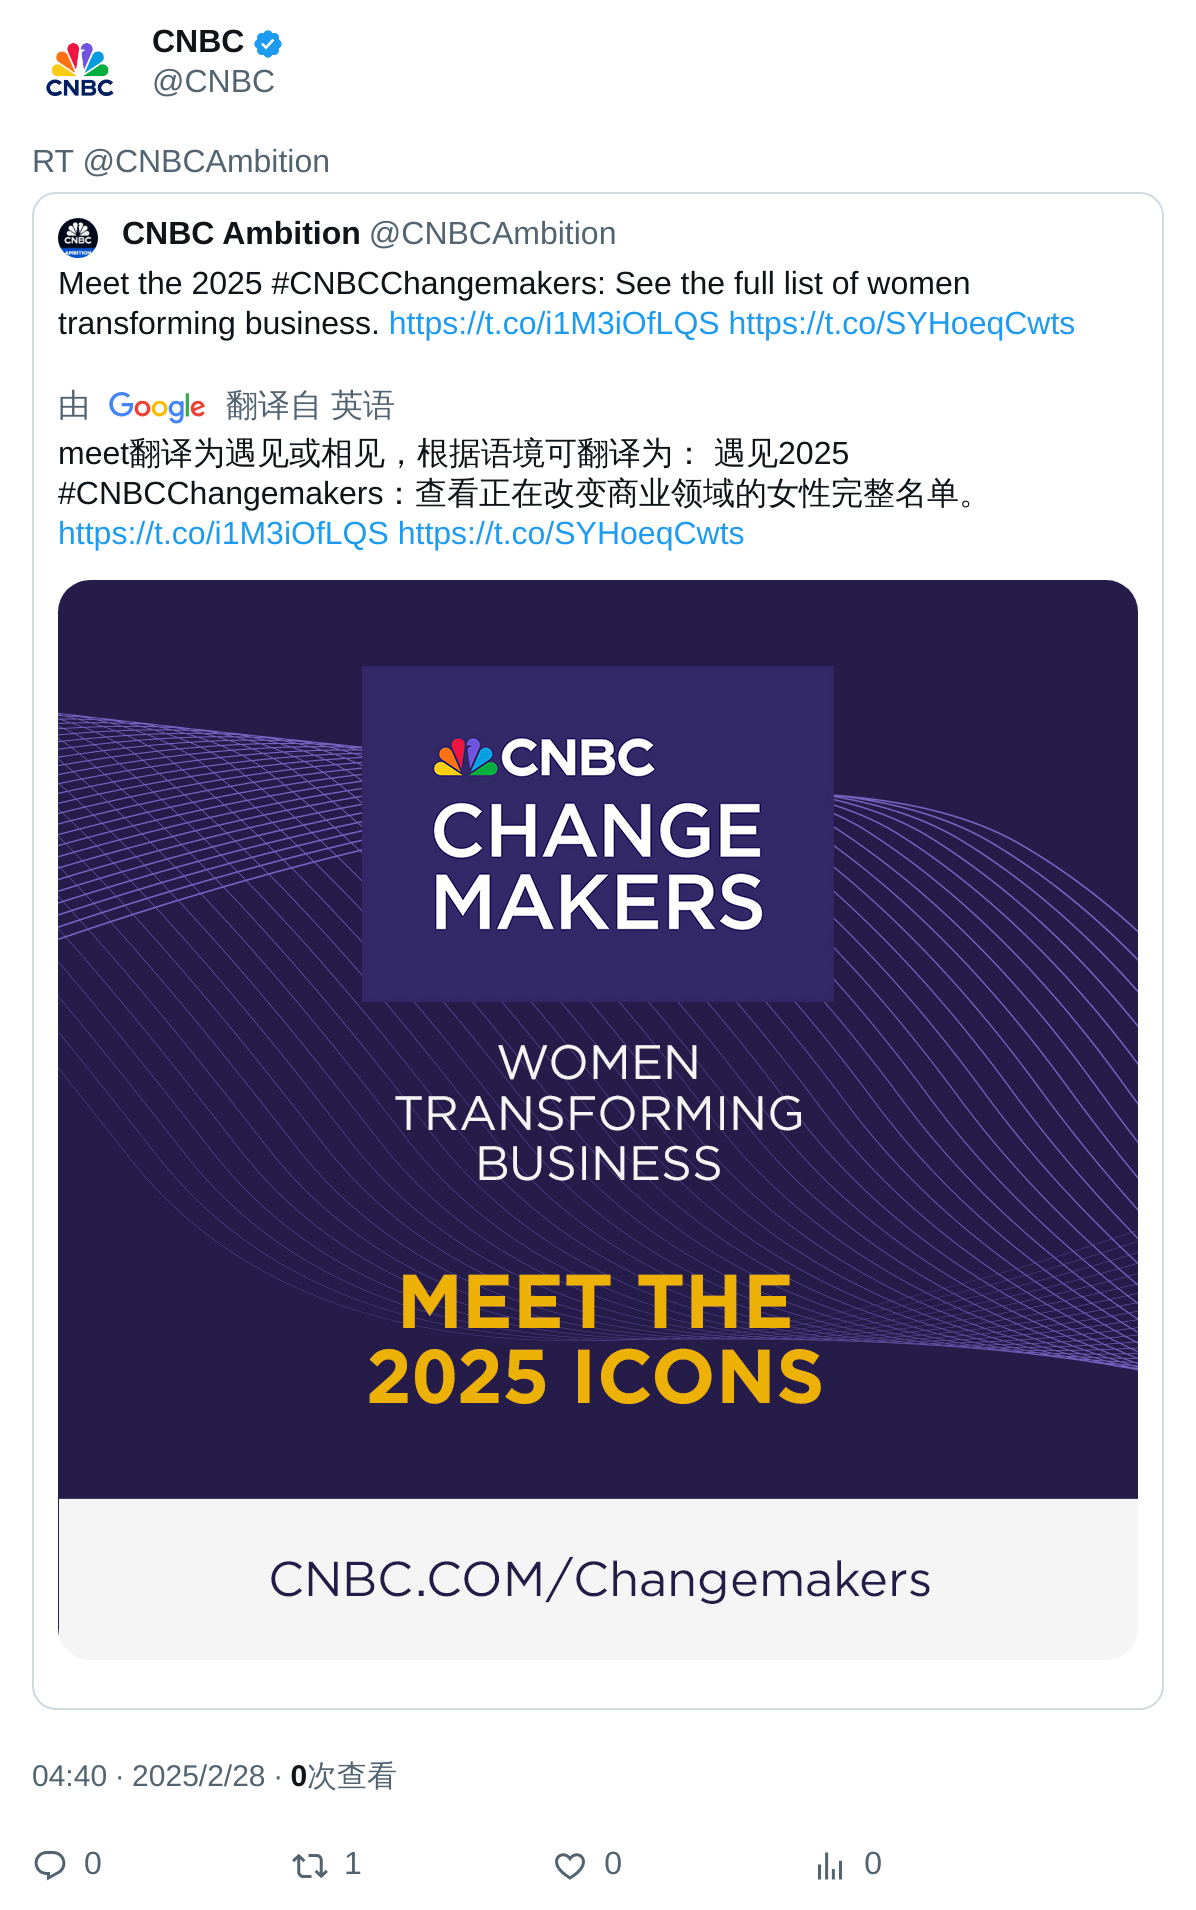 CNBC
@CNBC
CNBC
RT @CNBCAmbition
CNBC
AMBITION
CNBC Ambition @CNBCAmbition
Meet the 2025 #CNBCChangemakers: See the full list of women
transforming business. https://t.co/i1M3iOfLQS https://t.co/SYHoeqCwts
由 Google 翻译自 英语
meet翻译为遇见或相见，根据语境可翻译为： 遇见2025
#CNBCChangemakers：查看正在改变商业领域的女性完整名单。
https://t.co/i1M3iOfLQS https://t.co/SYHoeqCwts
CNBC
CHANGE
MAKERS
WOMEN
TRANSFORMING
BUSINESS
MEET THE
2025 ICONS
CNBC.COM/Changemakers
04:40 · 2025/2/28 · 0次查看
0 1 0 0